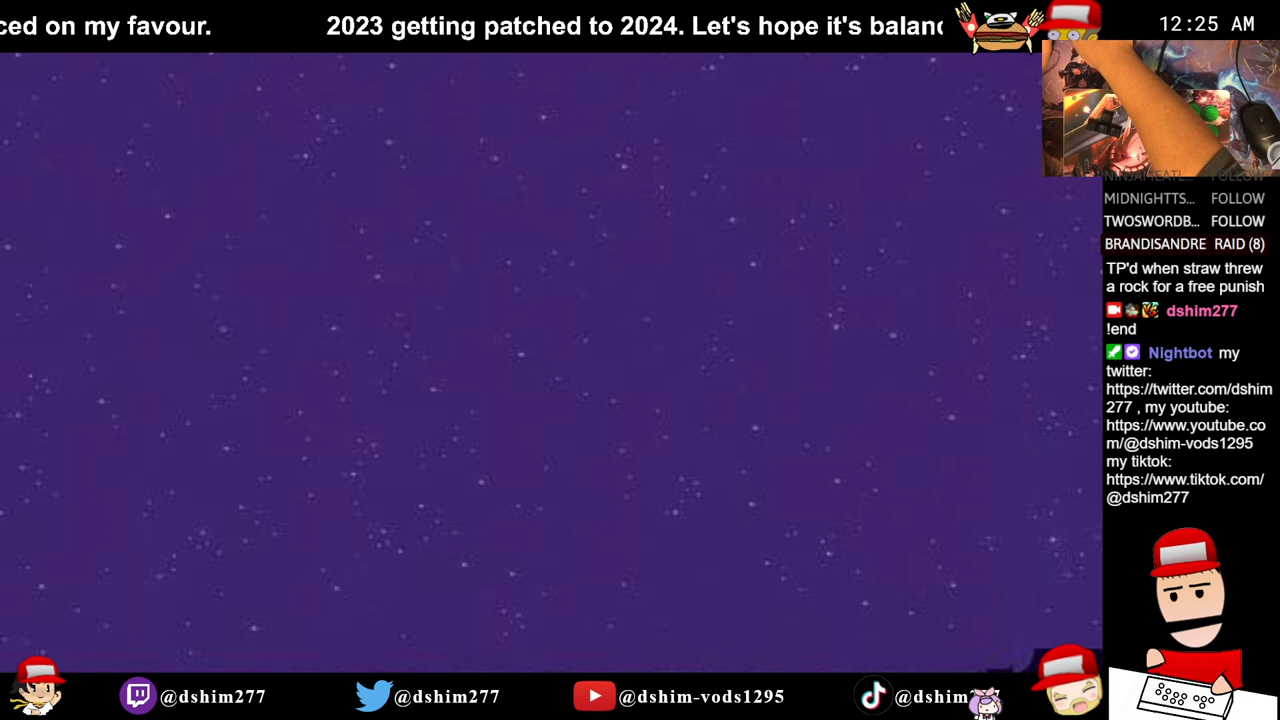 ced on my favour. 2023 getting patched to 2024. Let's hope it's balanc
12:25 AM
MIDNIGHTTS... FOLLOW
TWOSWORDB... FOLLOW
BRANDISANDRE RAID (8)
TP'd when straw threw
a rock for a free punish
dshim277
!end
Nightbot my
twitter:
https://twitter.com/dshim
277 , my youtube:
https://www.youtube.co
m/@dshim-vods1295
my tiktok:
https://www.tiktok.com/
@dshim277
@dshim277 @dshim277 @dshim-vods1295 @dshim